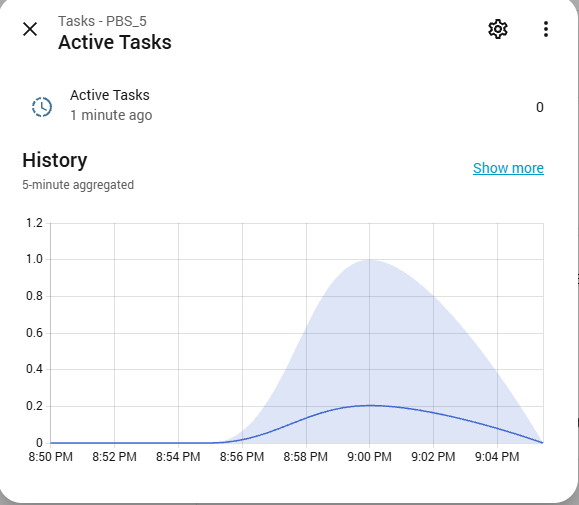 Tasks - PBS_5
Active Tasks
Active Tasks
1 minute ago
0
History
Show more
5-minute aggregated
1.2
1.0
0.8
0.6
0.4
0.2
0
8:50 PM 8:52 PM 8:54 PM 8:56 PM 8:58 PM 9:00 PM 9:02 PM 9:04 PM